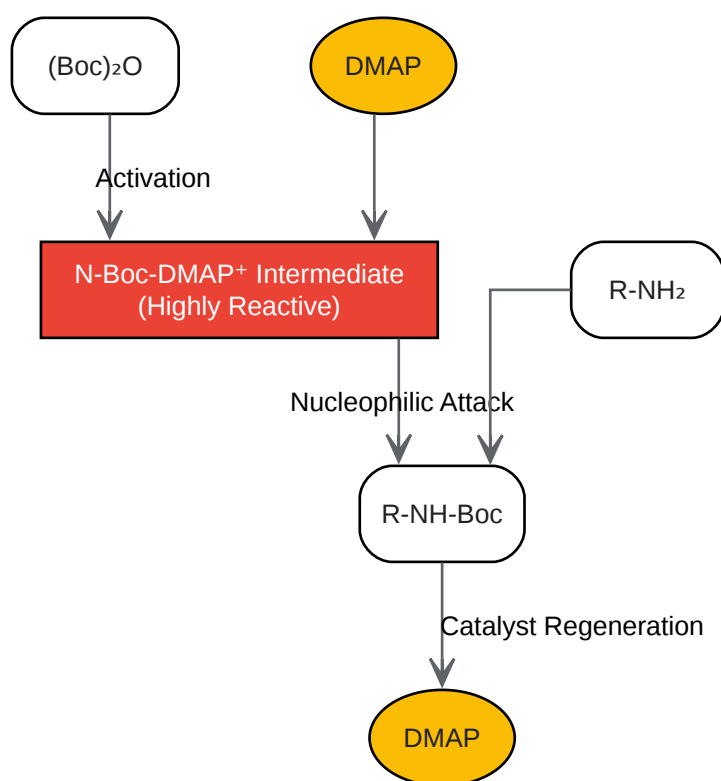 (Boc)₂O
DMAP
Activation
N-Boc-DMAP⁺ Intermediate
(Highly Reactive)
R-NH₂
Nucleophilic Attack
R-NH-Boc
Catalyst Regeneration
DMAP